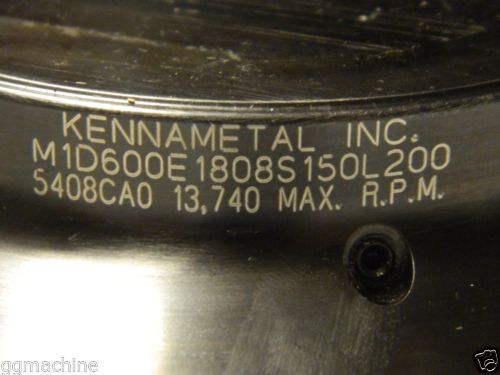 KENNAMETAL INC.
M1D600E1808S150L200
5408CA0 13,740 MAX. R.P.M.
ggmachine